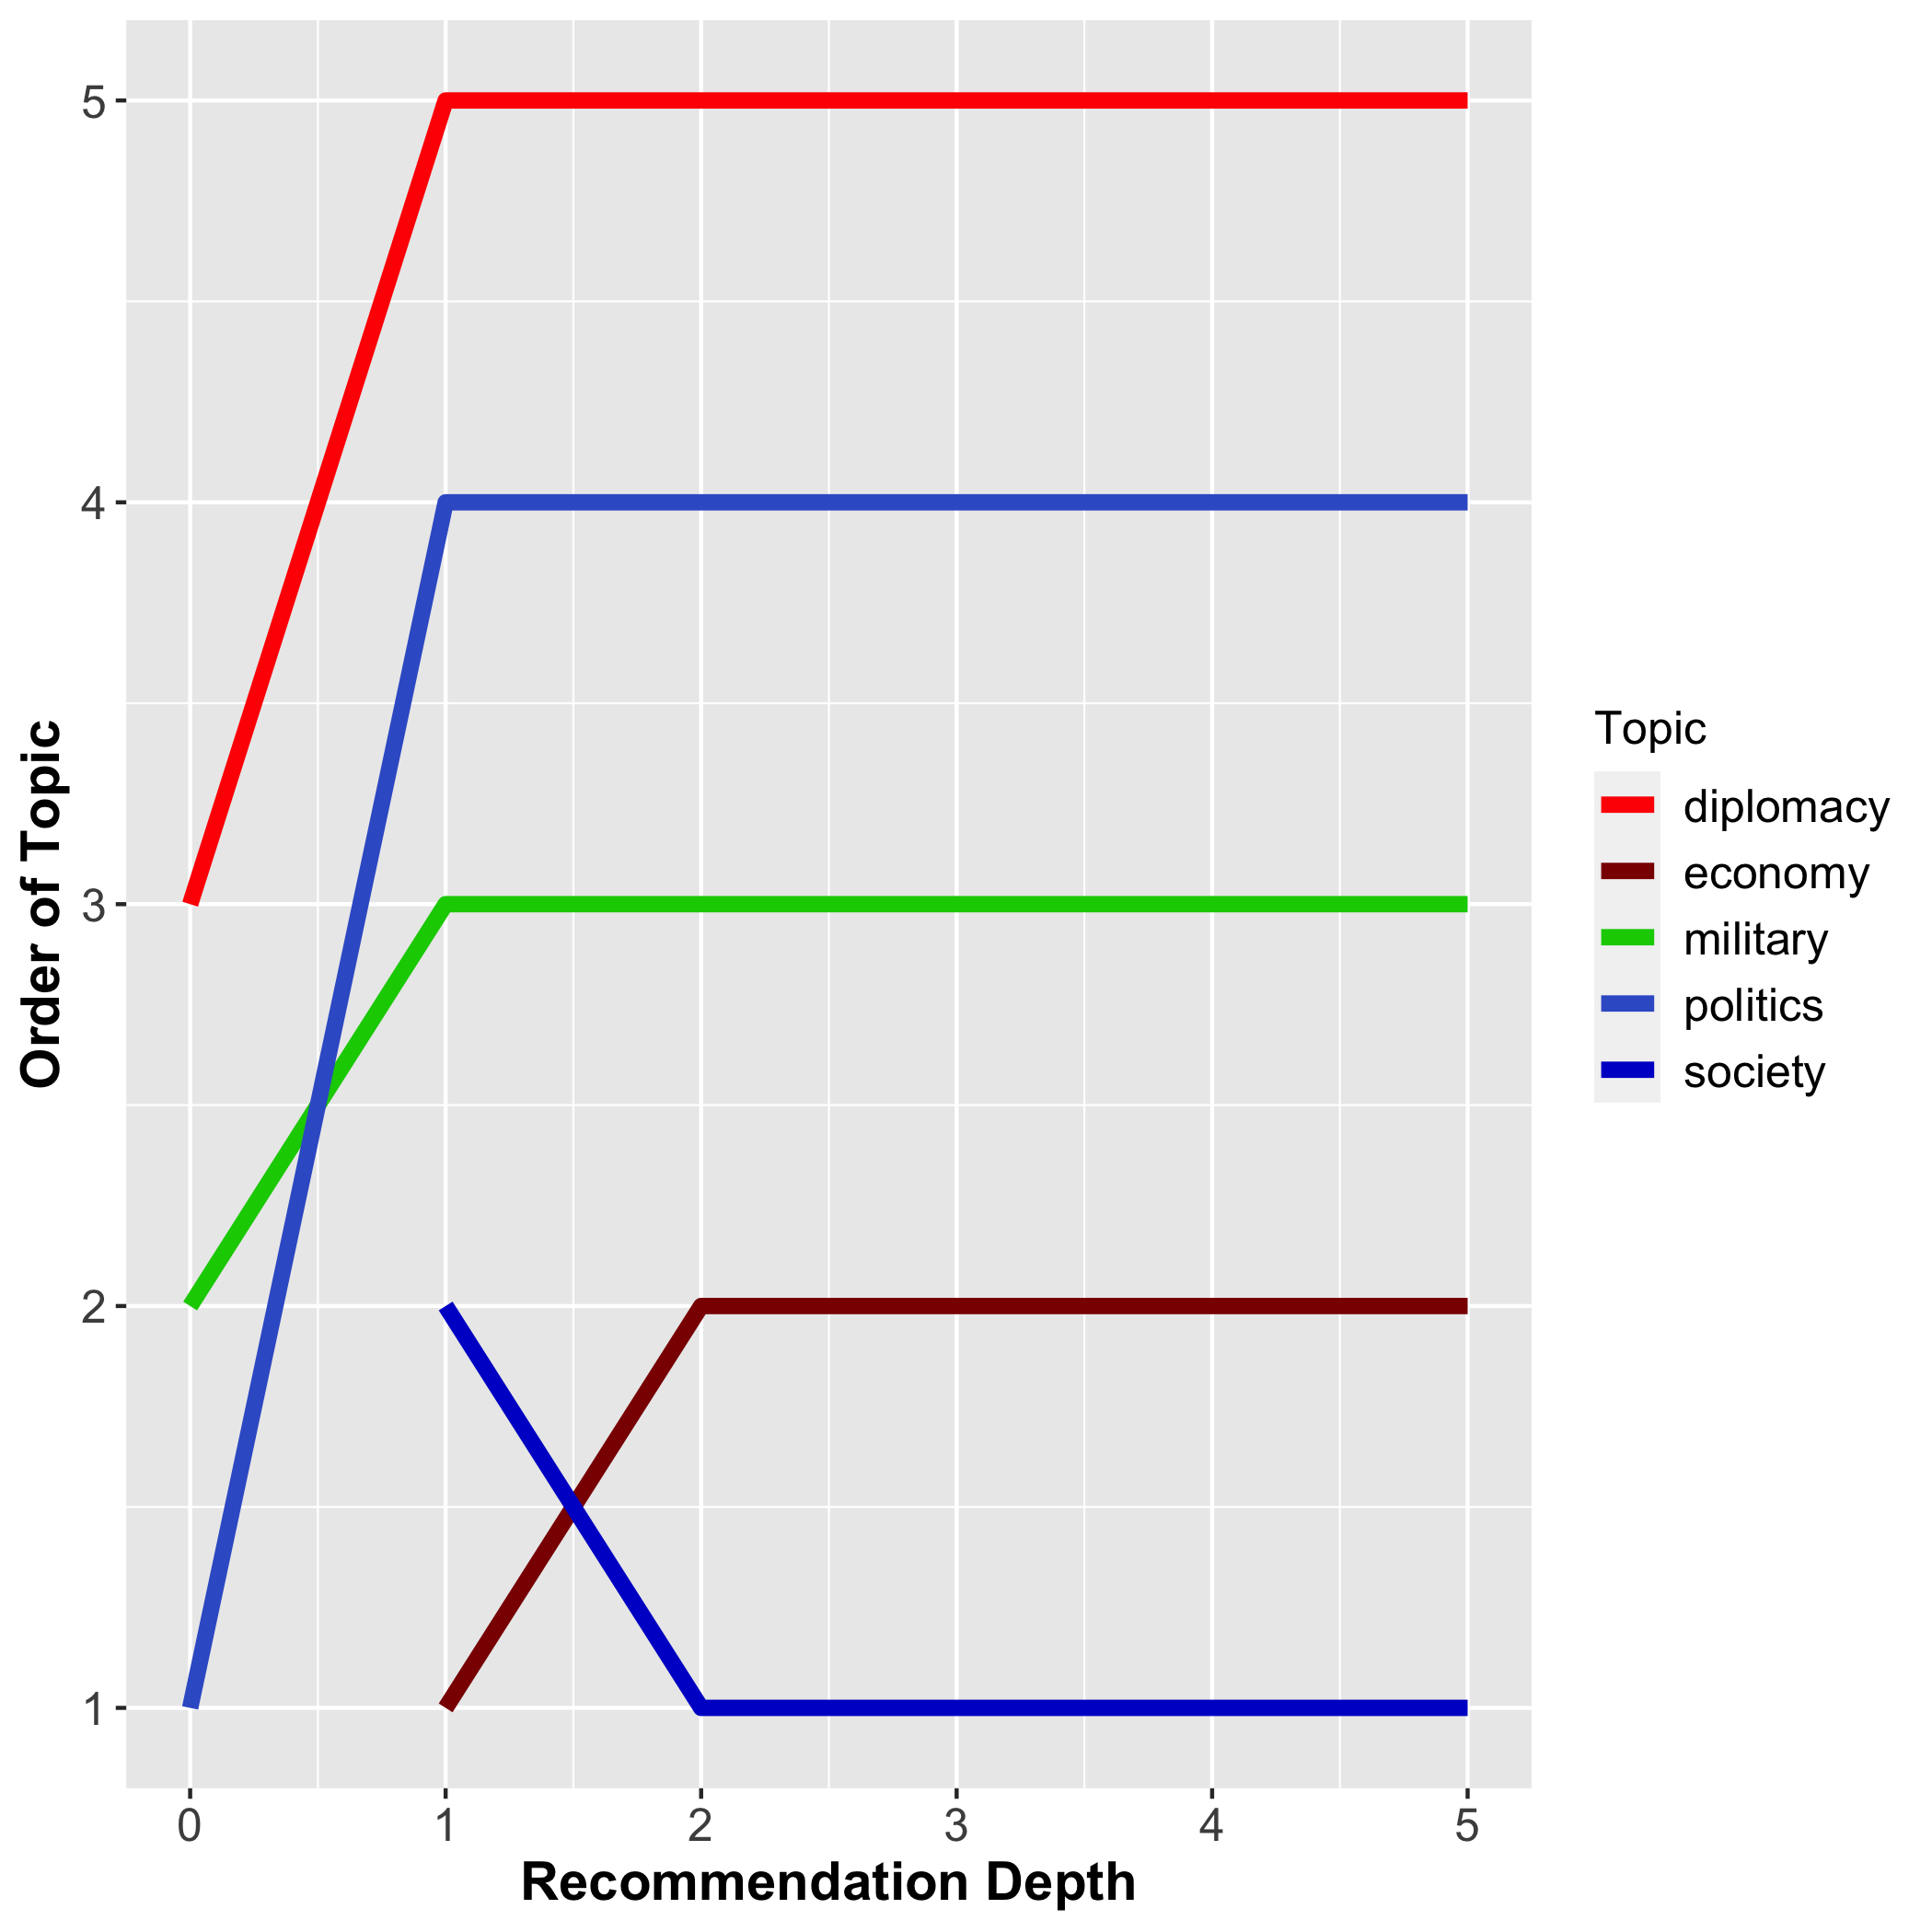 Order of Topic
5
4
3
2
1
0 1 2 3 4 5
Recommendation Depth
Topic
diplomacy
economy
military
politics
society